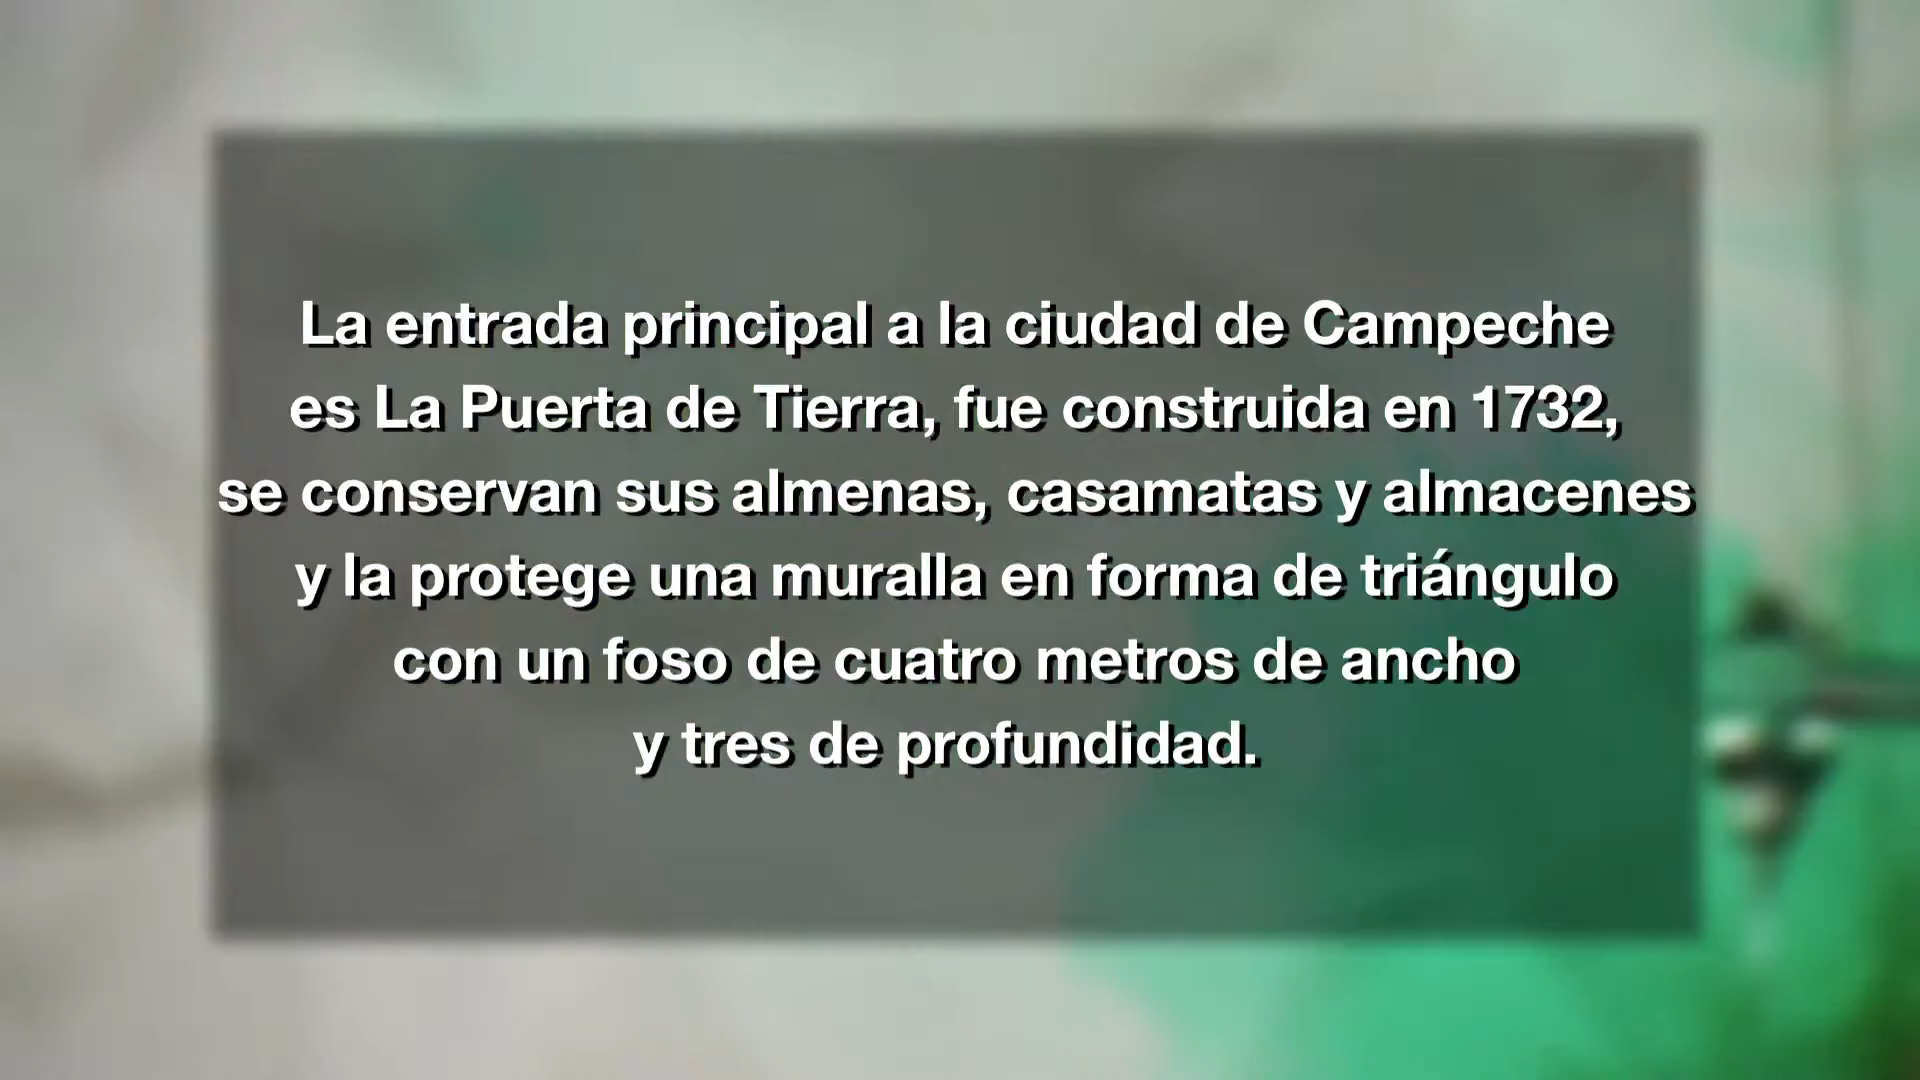 La entrada principal a la ciudad de Campeche
es La Puerta de Tierra, fue construida en 1732,
se conservan sus almenas, casamatas y almacenes
y la protege una muralla en forma de triángulo
con un foso de cuatro metros de ancho
y tres de profundidad.